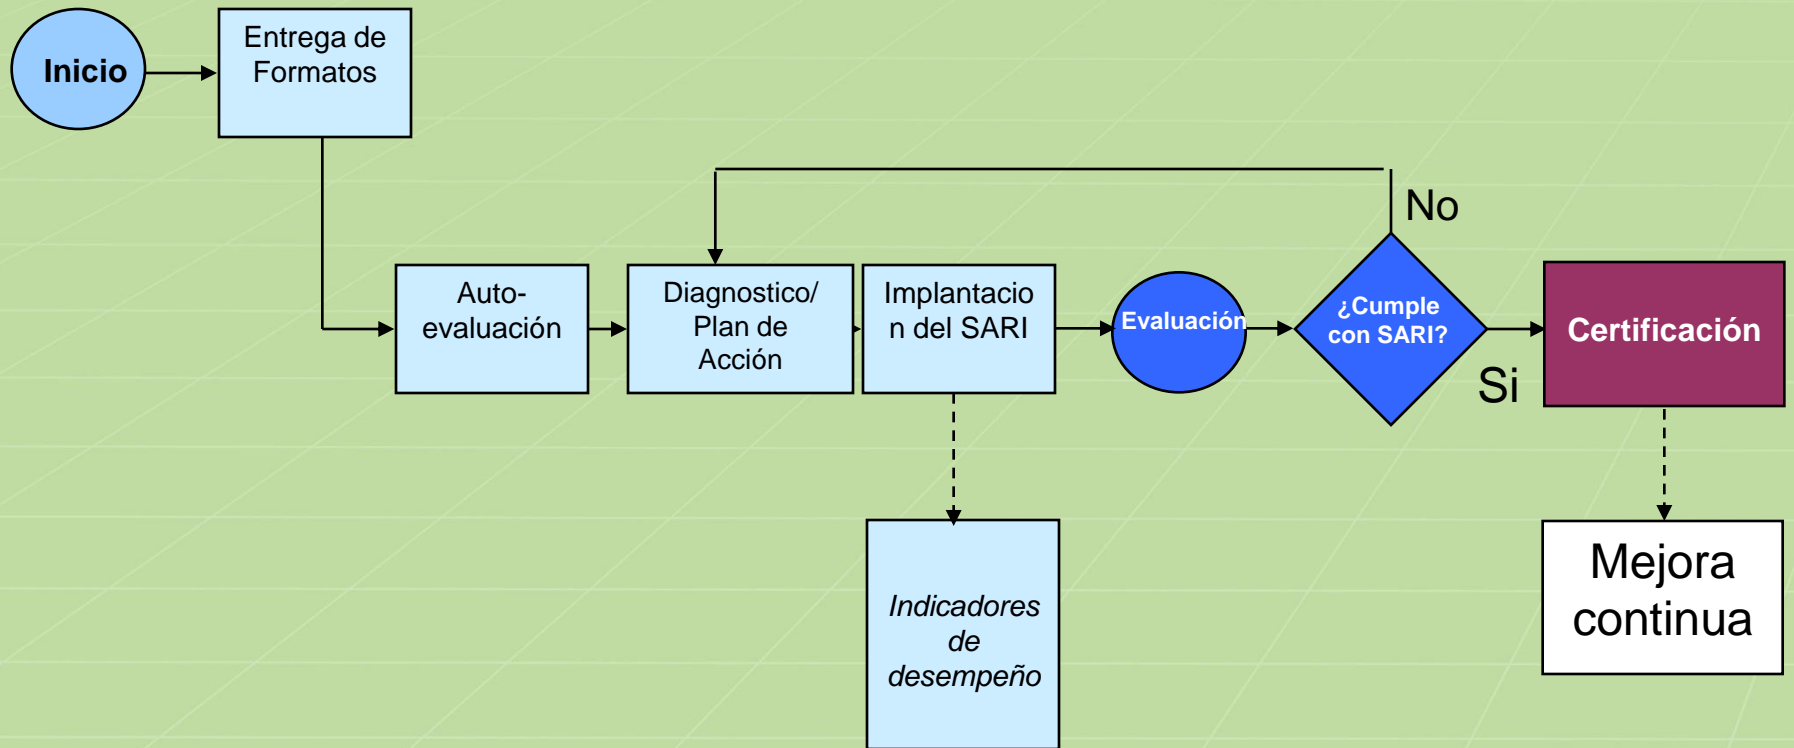 Inicio
Entrega de
Formatos
No
Auto-
evaluación
Diagnostico/
Plan de
Acción
Implantacio
n del SARI
Evaluación
¿Cumple
con SARI?
Si
Certificación
Indicadores
de
desempeño
Mejora
continua